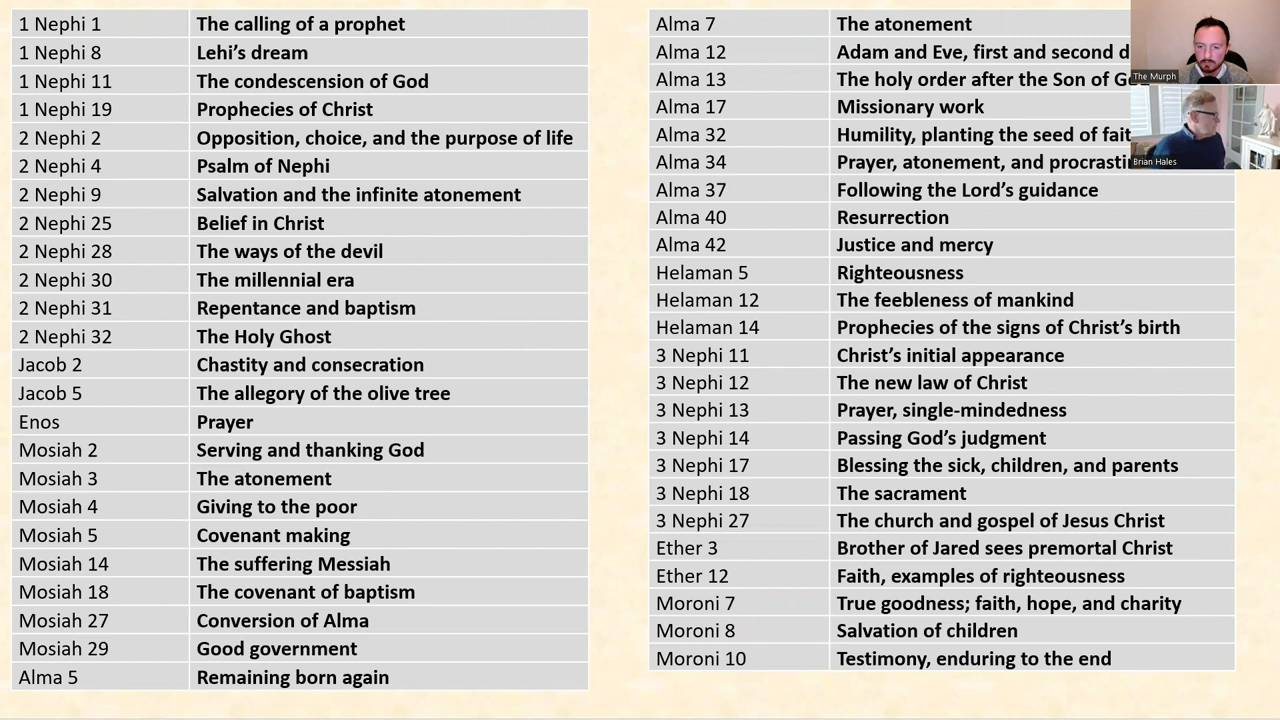 1 Nephi 1 The calling of a prophet
1 Nephi 8 Lehi’s dream
1 Nephi 11 The condescension of God
1 Nephi 19 Prophecies of Christ
2 Nephi 2 Opposition, choice, and the purpose of life
2 Nephi 4 Psalm of Nephi
2 Nephi 9 Salvation and the infinite atonement
2 Nephi 25 Belief in Christ
2 Nephi 28 The ways of the devil
2 Nephi 30 The millennial era
2 Nephi 31 Repentance and baptism
2 Nephi 32 The Holy Ghost
Jacob 2 Chastity and consecration
Jacob 5 The allegory of the olive tree
Enos Prayer
Mosiah 2 Serving and thanking God
Mosiah 3 The atonement
Mosiah 4 Giving to the poor
Mosiah 5 Covenant making
Mosiah 14 The suffering Messiah
Mosiah 18 The covenant of baptism
Mosiah 27 Conversion of Alma
Mosiah 29 Good government
Alma 5 Remaining born again
Alma 7 The atonement
Alma 12 Adam and Eve, first and second
Alma 13 The holy order after the Son of
Alma 17 Missionary work
Alma 32 Humility, planting the seed of
Alma 34 Prayer, atonement, and
Alma 37 Following the Lord’s guidance
Alma 40 Resurrection
Alma 42 Justice and mercy
Helaman 5 Righteousness
Helaman 12 The feebleness of mankind
Helaman 14 Prophecies of the signs of Christ’s birth
3 Nephi 11 Christ’s initial appearance
3 Nephi 12 The new law of Christ
3 Nephi 13 Prayer, single-mindedness
3 Nephi 14 Passing God’s judgment
3 Nephi 17 Blessing the sick, children, and parents
3 Nephi 18 The sacrament
3 Nephi 27 The church and gospel of Jesus Christ
Ether 3 Brother of Jared sees premortal Christ
Ether 12 Faith, examples of righteousness
Moroni 7 True goodness; faith, hope, and charity
Moroni 8 Salvation of children
Moroni 10 Testimony, enduring to the end
The Murph
Brian Hales